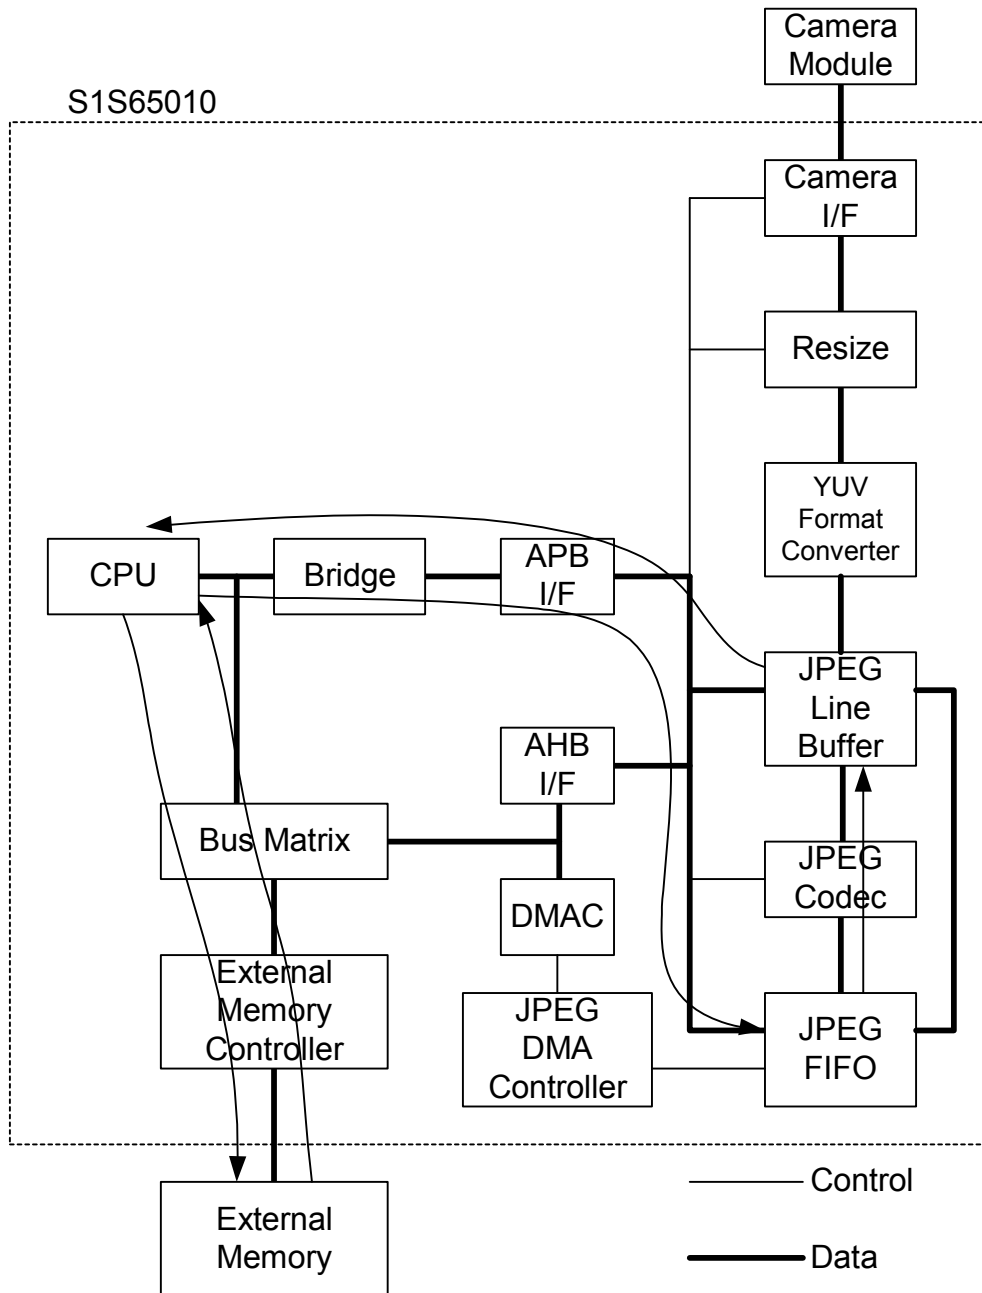 Camera
Module
S1S65010
Camera
I/F
Resize
YUV
Format
Converter
CPU
Bridge
APB
I/F
JPEG
Line
Buffer
AHB
I/F
Bus Matrix
JPEG
Codec
DMAC
External
Memory
Controller
JPEG
DMA
Controller
JPEG
FIFO
External
Memory
Control
Data